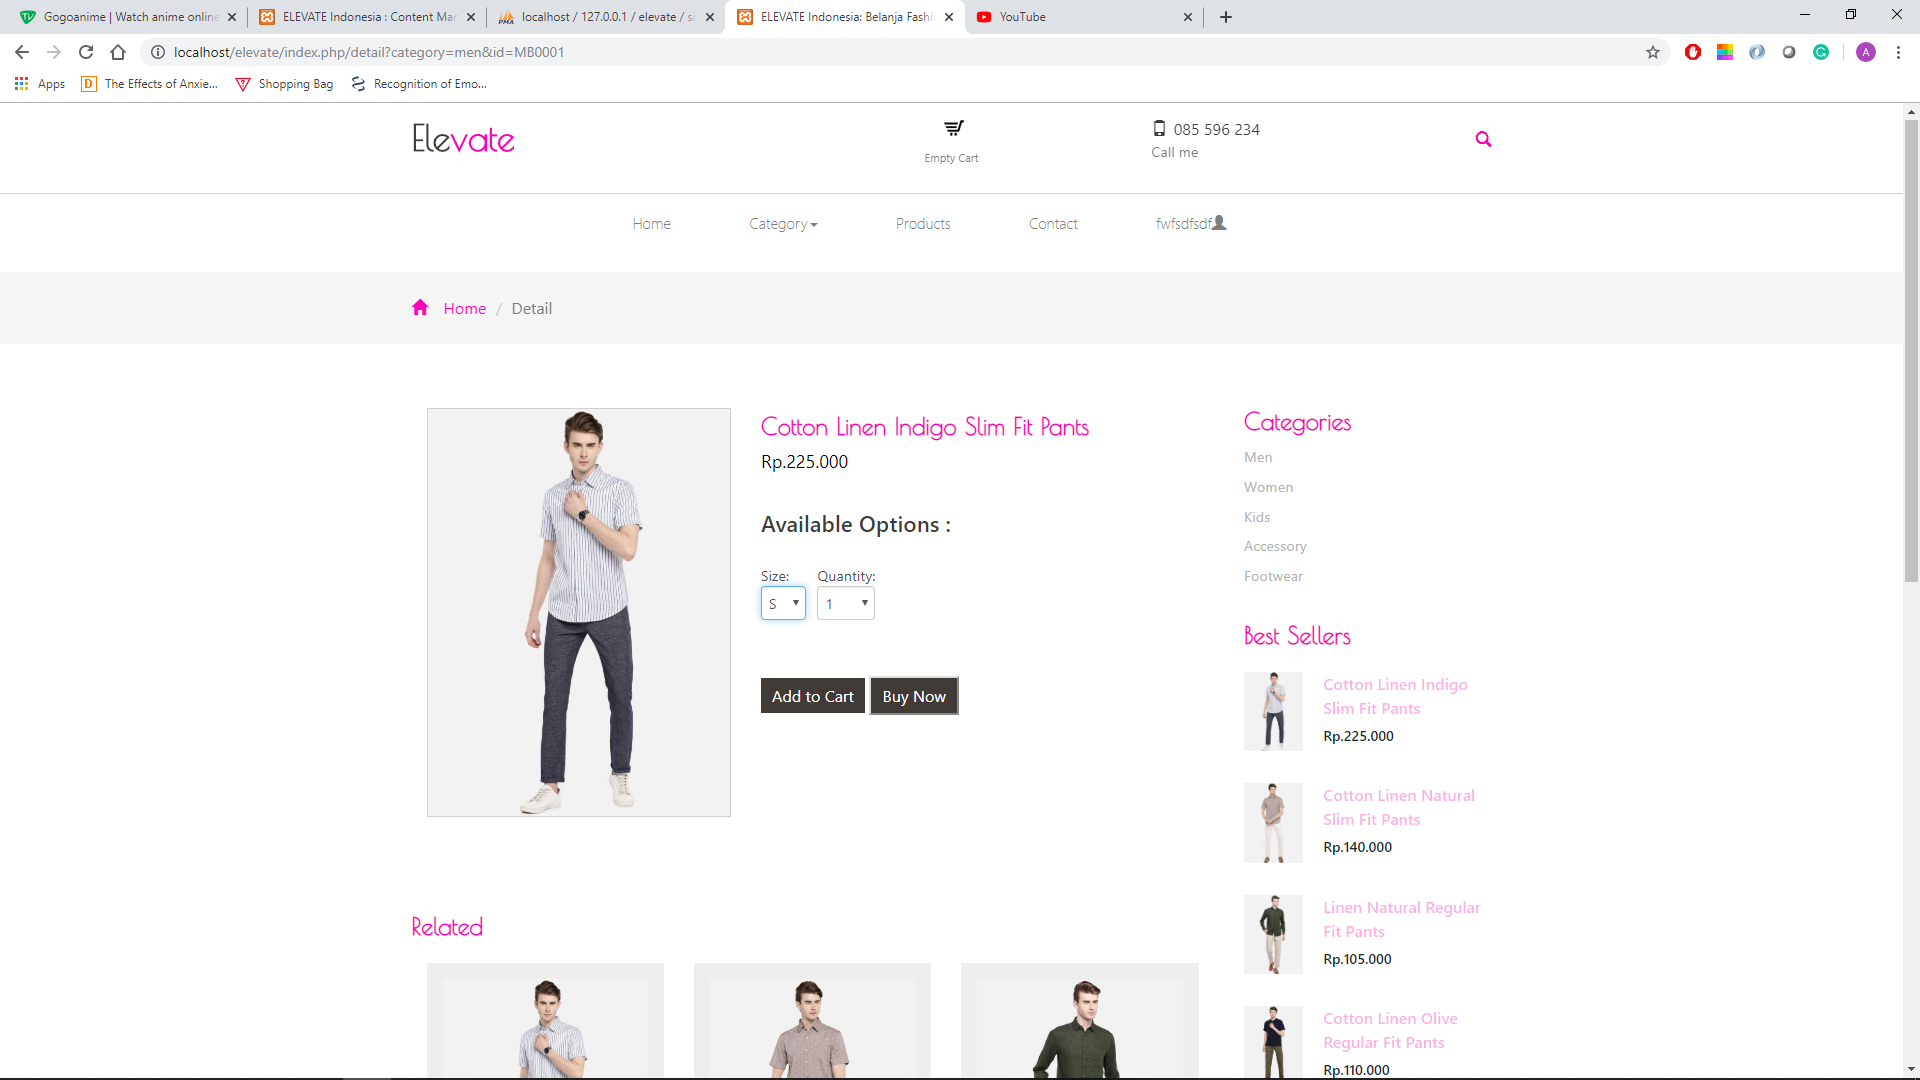 Gogoanime | Watch anime online
ELEVATE Indonesia : Content Mar
localhost / 127.0.0.1 / elevate / si
ELEVATE Indonesia: Belanja Fashi
YouTube
localhost/elevate/index.php/detail?category=men&id=MB0001
A
Apps
The Effects of Anxie...
Shopping Bag
Recognition of Emo...
Elevate
Empty Cart
085 596 234
Call me
Home
Category
Products
Contact
fwfsdfsdf
Home / Detail
Cotton Linen Indigo Slim Fit Pants
Rp.225.000
Available Options :
Size:
Quantity:
S
1
Add to Cart
Buy Now
Categories
Men
Women
Kids
Accessory
Footwear
Best Sellers
Cotton Linen Indigo
Slim Fit Pants
Rp.225.000
Cotton Linen Natural
Slim Fit Pants
Rp.140.000
Linen Natural Regular
Fit Pants
Rp.105.000
Cotton Linen Olive
Regular Fit Pants
Rp.110.000
Related